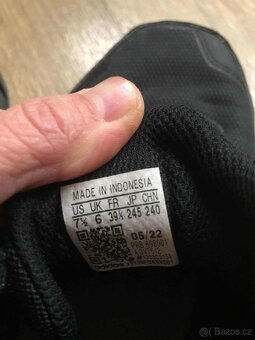 MADE IN INDONESIA
US UK FR JP CHN
7½ 6 39⅓ 245 240
05/22
© Bazos.cz